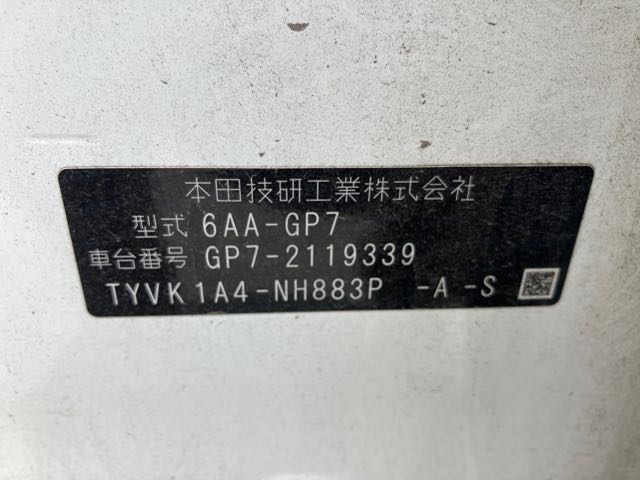 本田技研工業株式会社
型式 6AA-GP7
車台番号 GP7-2119339
TYVK1A4-NH883P -A-S